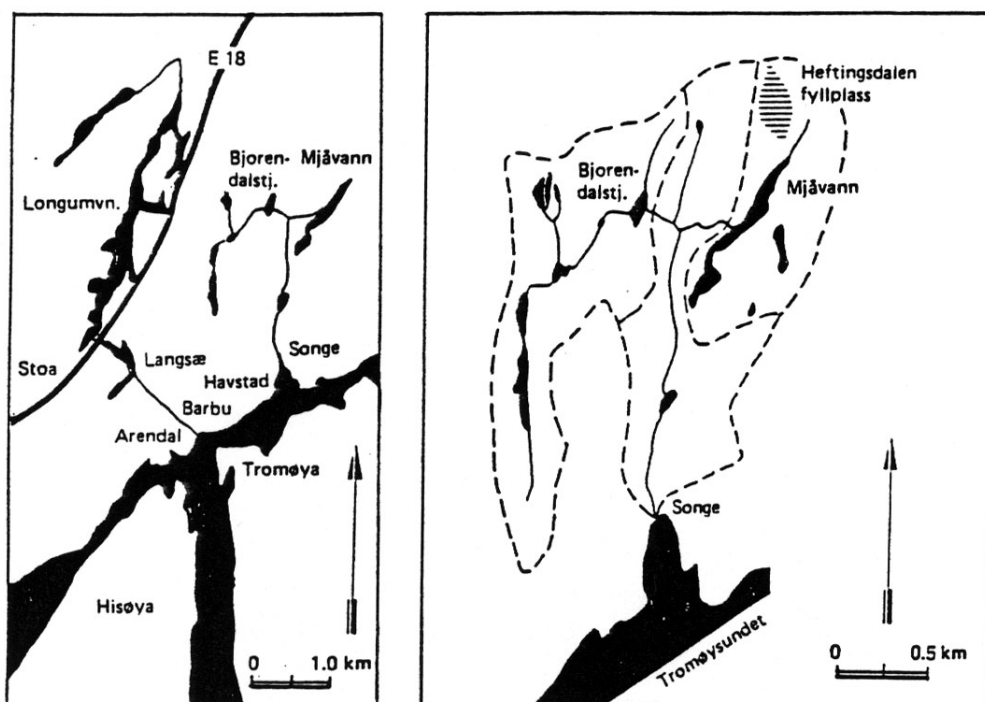 E 18
Bjoren- Mjåvann
dalstj.
Longumvn.
Stoa
Langsæ
Songe
Havstad
Barbu
Arendal
Tromøya
Hisøya
0 1.0 km
Heftingsdalen
fyllplass
Bjoren-
dalstj.
Mjåvann
Songe
Tromøysundet
0 0.5 km